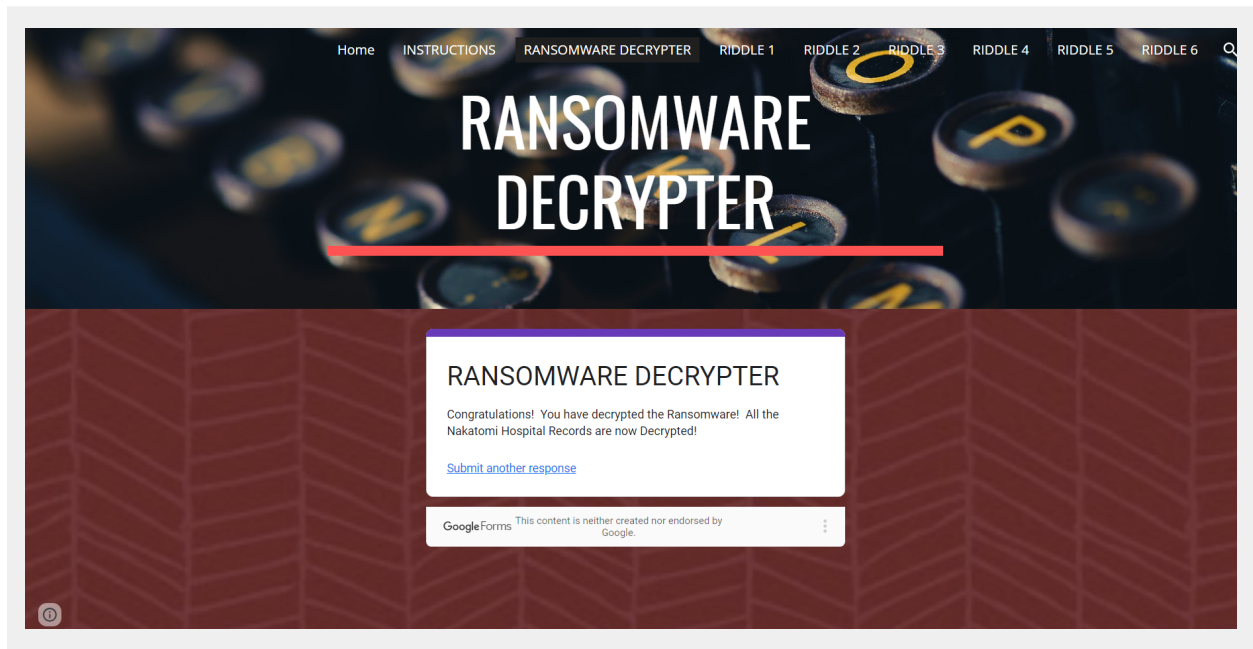 Home INSTRUCTIONS RANSOMWARE DECRYPTER RIDDLE 1 RIDDLE 2 RIDDLE 3 RIDDLE 4 RIDDLE 5 RIDDLE 6
RANSOMWARE
DECRYPTER
O
P
K
N
I
M
RANSOMWARE DECRYPTER
Congratulations! You have decrypted the Ransomware! All the
Nakatomi Hospital Records are now Decrypted!
Submit another response
Google Forms This content is neither created nor endorsed by
Google.